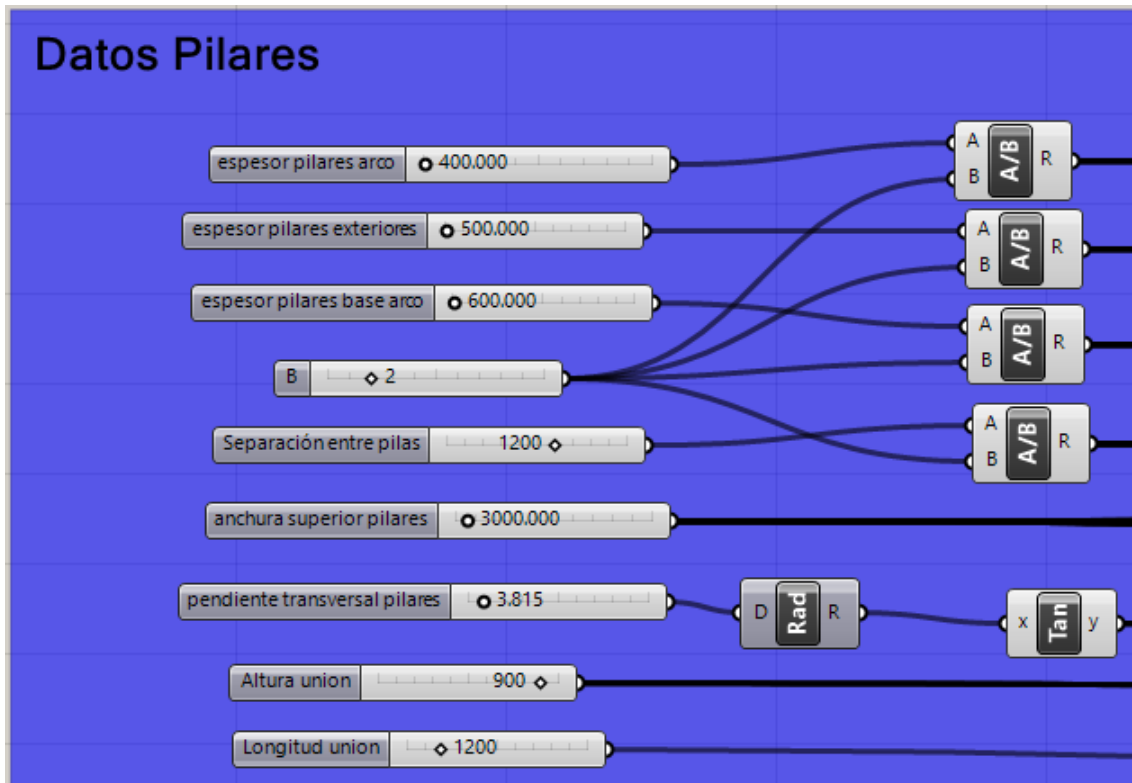 Datos Pilares
espesor pilares arco 400.000
A
B
A/B
R
espesor pilares exteriores 500.000
A
B
A/B
R
espesor pilares base arco 600.000
A
B
A/B
R
B 2
Separación entre pilas 1200
A
B
A/B
R
anchura superior pilares 3000.000
pendiente transversal pilares 3.815
D Rad R
x Tan y
Altura union 900
Longitud union 1200